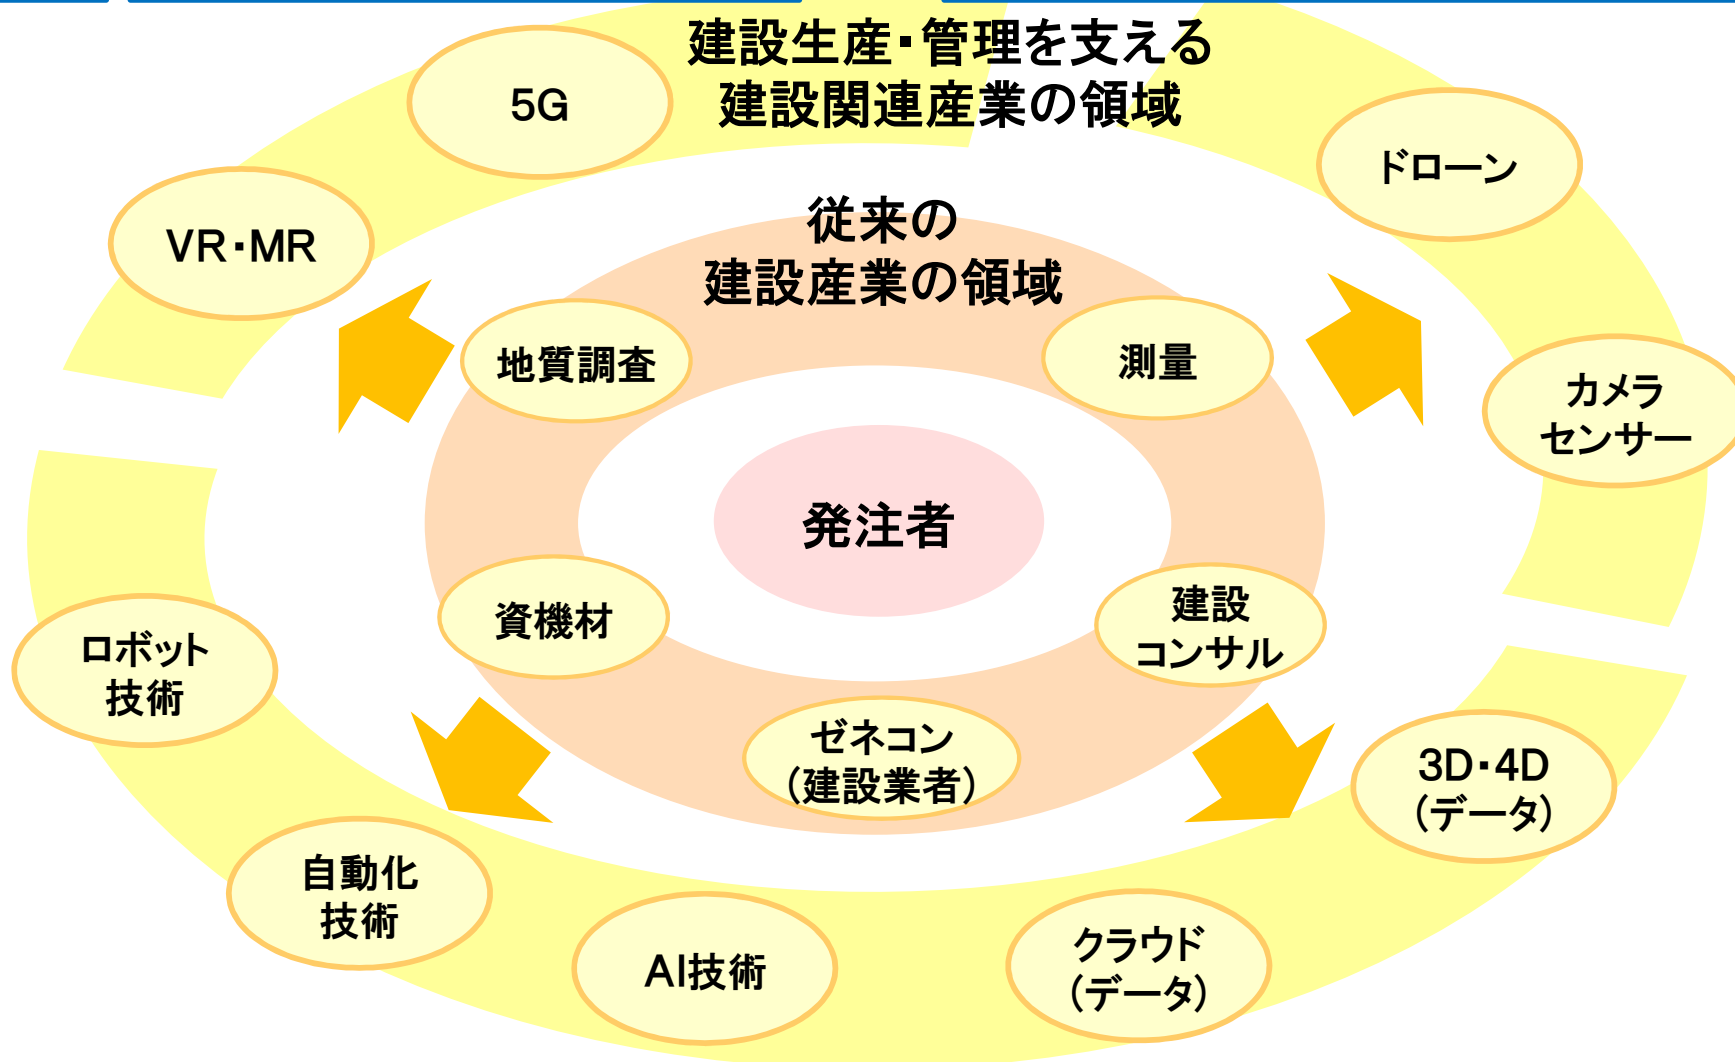 建設生産・管理を支える
建設関連産業の領域
5G
ドローン
VR・MR
従来の
建設産業の領域
地質調査
測量
カメラ
センサー
発注者
資機材
建設
コンサル
ロボット
技術
ゼネコン
（建設業者）
3D・4D
（データ）
自動化
技術
AI技術
クラウド
（データ）